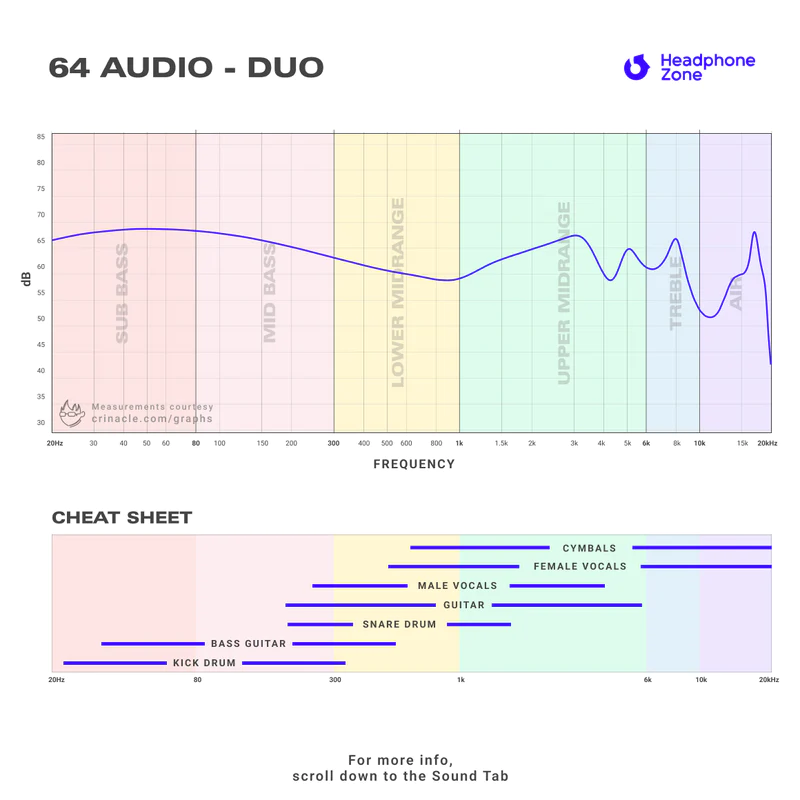 64 AUDIO - DUO
Headphone
Zone
85
80
75
70
65
60
55
50
45
40
35
30
dB
SUB BASS
MID BASS
LOWER MIDRANGE
UPPER MIDRANGE
TREBLE
AIR
Measurements courtesy
crinacle.com/graphs
20Hz 30 40 50 60 80 100 150 200 300 400 500 600 800 1k 1.5k 2k 3k 4k 5k 6k 8k 10k 15k 20kHz
FREQUENCY
CHEAT SHEET
CYMBALS
FEMALE VOCALS
MALE VOCALS
GUITAR
SNARE DRUM
BASS GUITAR
KICK DRUM
20Hz 80 300 1k 6k 10k 20kHz
For more info,
scroll down to the Sound Tab